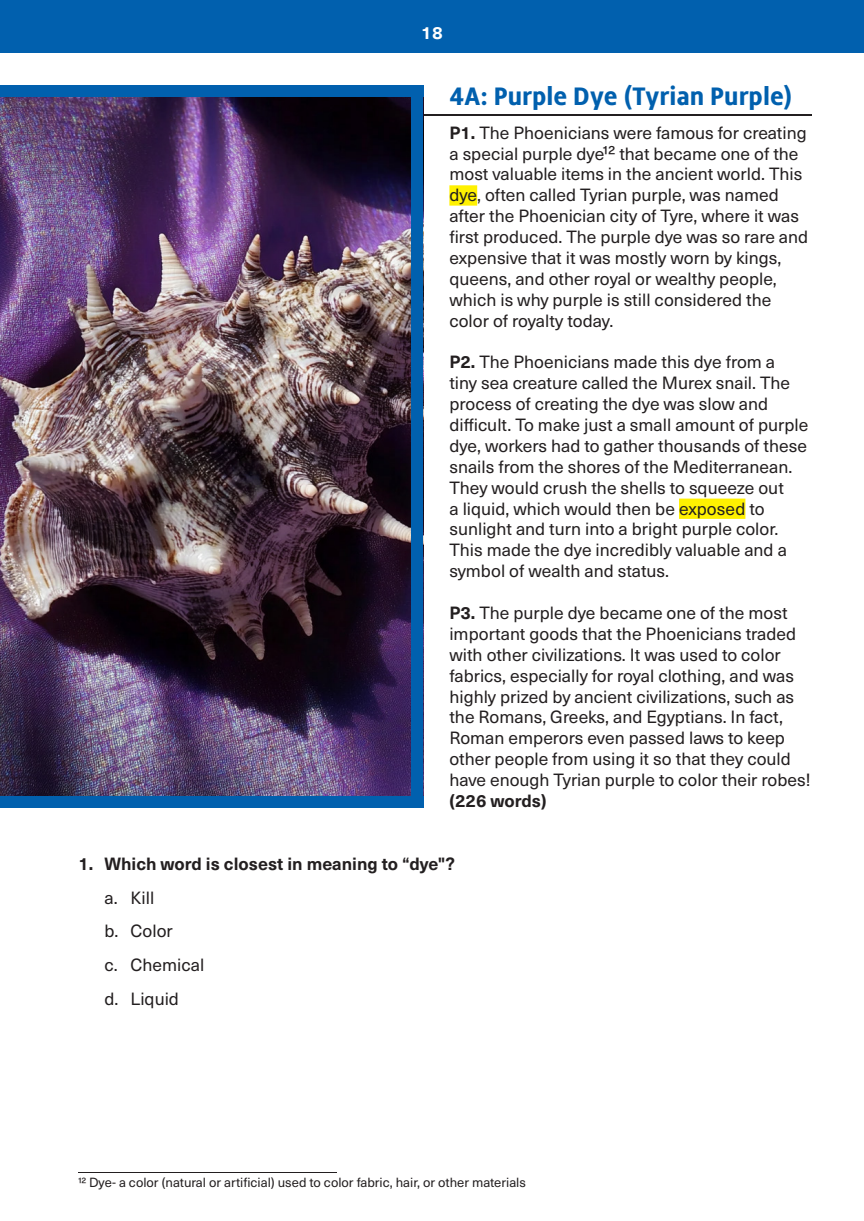 18
4A: Purple Dye (Tyrian Purple)
P1. The Phoenicians were famous for creating
a special purple dye¹² that became one of the
most valuable items in the ancient world. This
dye, often called Tyrian purple, was named
after the Phoenician city of Tyre, where it was
first produced. The purple dye was so rare and
expensive that it was mostly worn by kings,
queens, and other royal or wealthy people,
which is why purple is still considered the
color of royalty today.
P2. The Phoenicians made this dye from a
tiny sea creature called the Murex snail. The
process of creating the dye was slow and
difficult. To make just a small amount of purple
dye, workers had to gather thousands of these
snails from the shores of the Mediterranean.
They would crush the shells to squeeze out
a liquid, which would then be exposed to
sunlight and turn into a bright purple color.
This made the dye incredibly valuable and a
symbol of wealth and status.
P3. The purple dye became one of the most
important goods that the Phoenicians traded
with other civilizations. It was used to color
fabrics, especially for royal clothing, and was
highly prized by ancient civilizations, such as
the Romans, Greeks, and Egyptians. In fact,
Roman emperors even passed laws to keep
other people from using it so that they could
have enough Tyrian purple to color their robes!
(226 words)
1. Which word is closest in meaning to “dye"?
a. Kill
b. Color
c. Chemical
d. Liquid
¹² Dye- a color (natural or artificial) used to color fabric, hair, or other materials